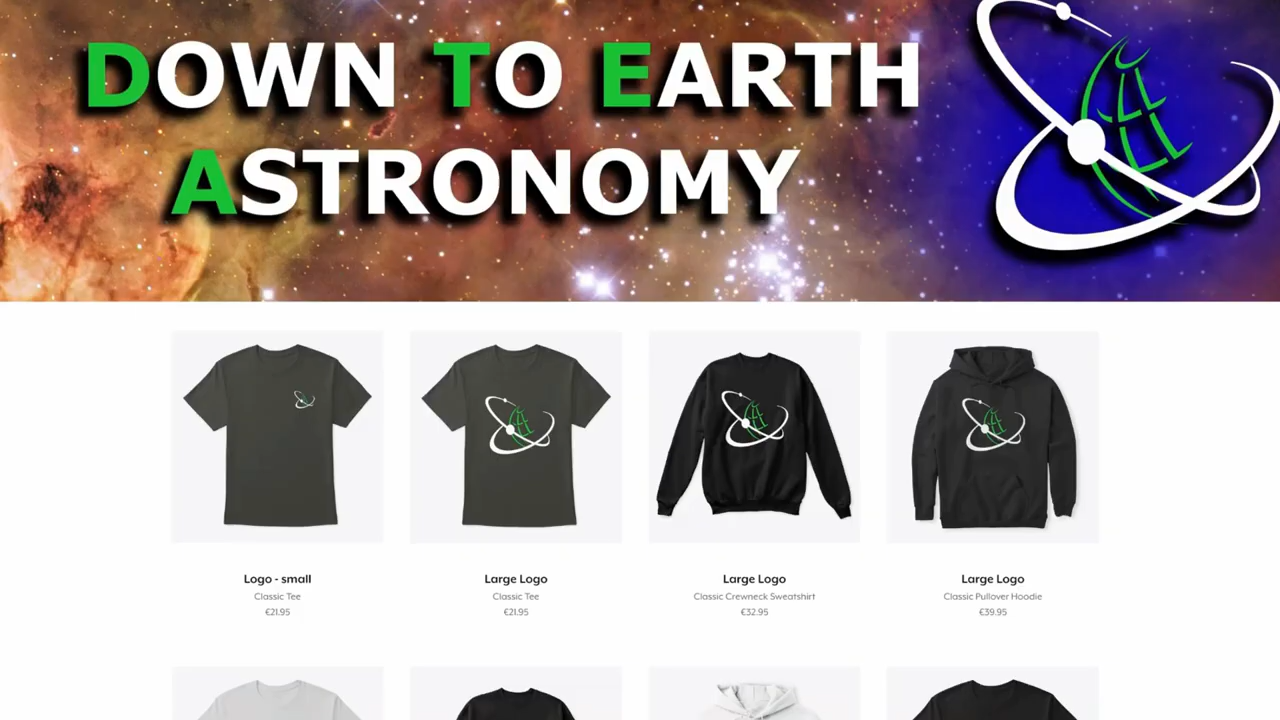 DOWN TO EARTH
ASTRONOMY
Logo - small
Classic Tee
€21.95
Large Logo
Classic Tee
€21.95
Large Logo
Classic Crewneck Sweatshirt
€32.95
Large Logo
Classic Pullover Hoodie
€39.95